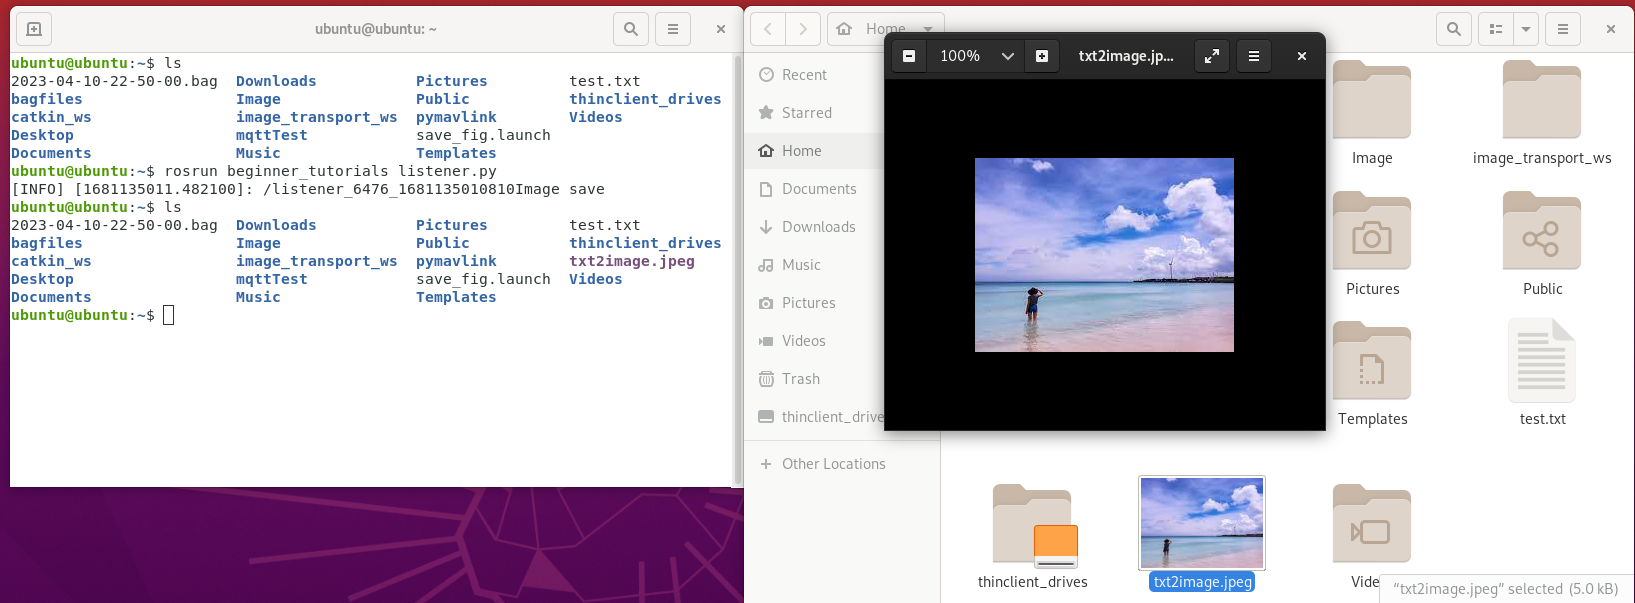 ubuntu@ubuntu: ~
ubuntu@ubuntu:~$ ls
2023-04-10-22-50-00.bag  Downloads           Pictures         test.txt
bagfiles                 Image               Public           thinclient_drives
catkin_ws                image_transport_ws  pymavlink        Videos
Desktop                  mqttTest            save_fig.launch
Documents                Music               Templates
ubuntu@ubuntu:~$ rosrun beginner_tutorials listener.py
[INFO] [1681135011.482100]: /listener_6476_1681135010810Image save
ubuntu@ubuntu:~$ ls
2023-04-10-22-50-00.bag  Downloads           Pictures         test.txt
bagfiles                 Image               Public           thinclient_drives
catkin_ws                image_transport_ws  pymavlink        txt2image.jpeg
Desktop                  mqttTest            save_fig.launch  Videos
Documents                Music               Templates
ubuntu@ubuntu:~$
Home
Recent
Starred
Home
Documents
Downloads
Music
Pictures
Videos
Trash
thinclient_drive
Other Locations
100%
txt2image.jp...
Image
image_transport_ws
Pictures
Public
Templates
test.txt
thinclient_drives
txt2image.jpeg
Vide
“txt2image.jpeg” selected (5.0 kB)